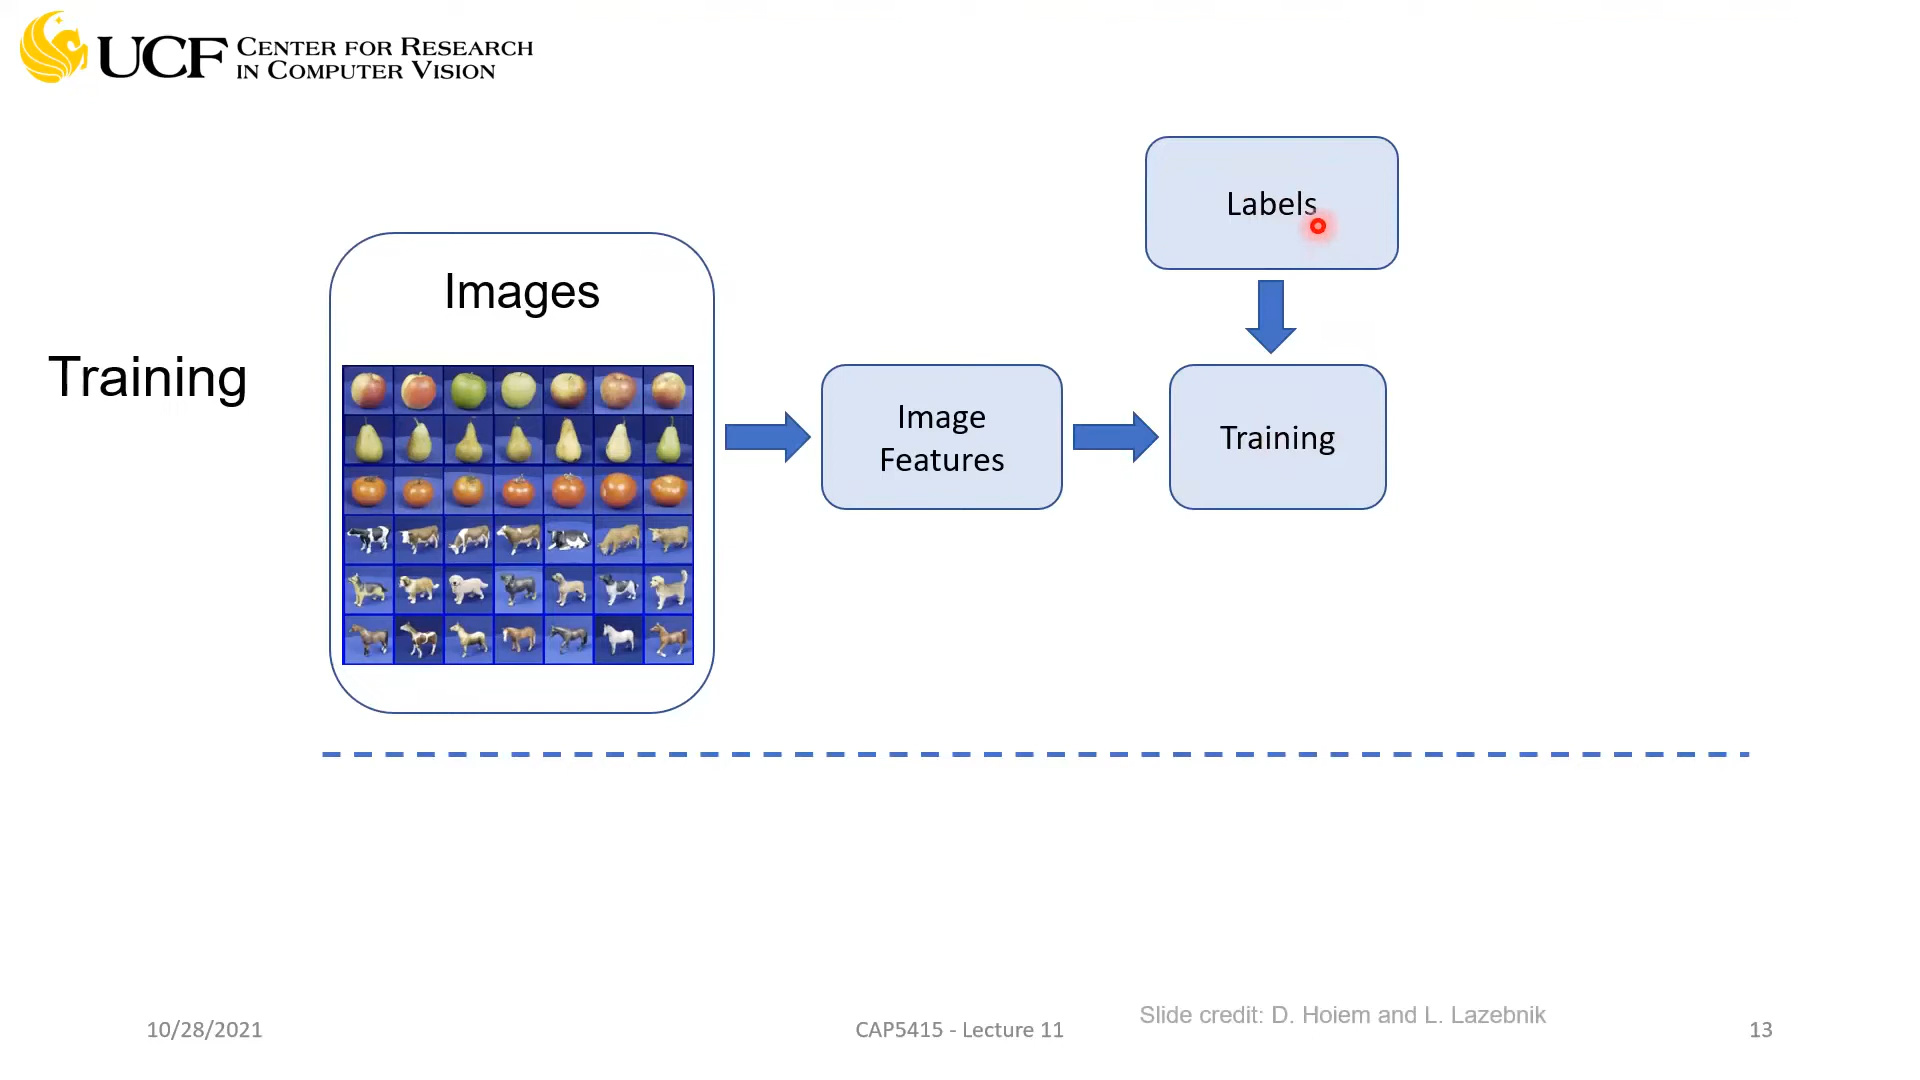 UCF CENTER FOR RESEARCH
IN COMPUTER VISION
Labels
Images
Training
Image
Features
Training
10/28/2021
CAP5415 - Lecture 11
Slide credit: D. Hoiem and L. Lazebnik
13